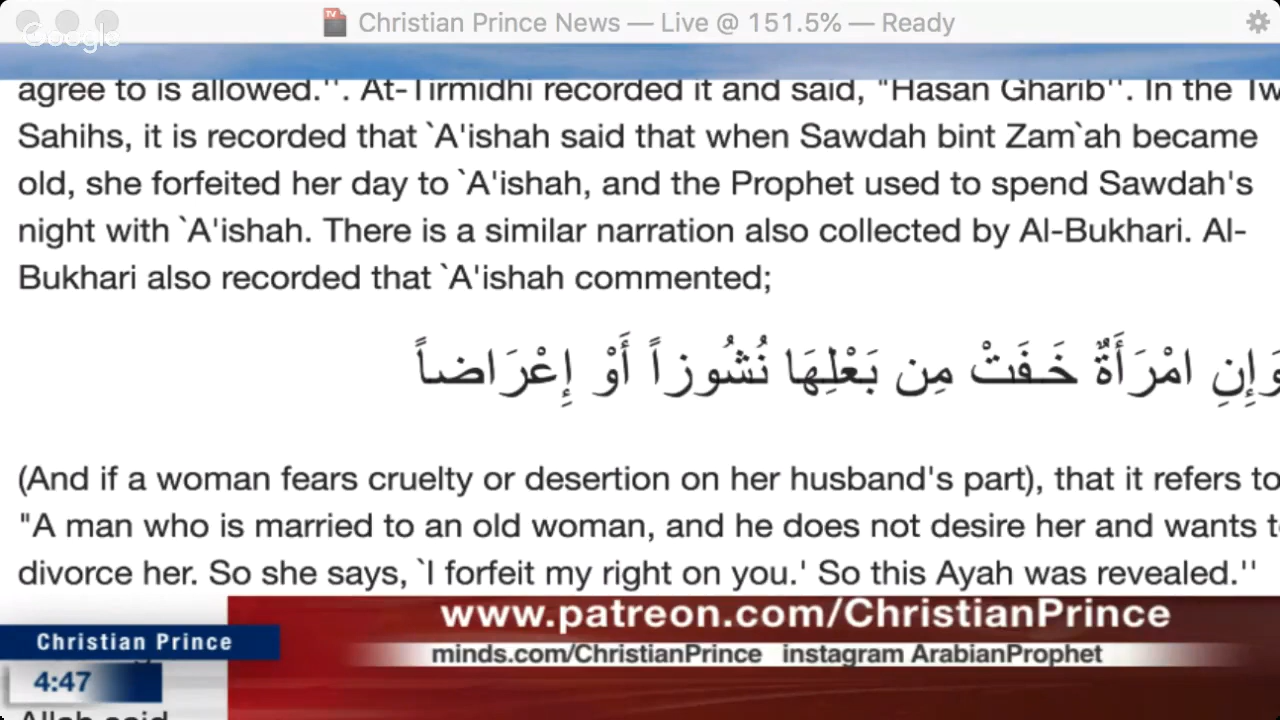 Christian Prince News — Live @ 151.5% — Ready
Google
agree to is allowed.''. At-Tirmidhi recorded it and said, "Hasan Gharib''. In the
Sahihs, it is recorded that `A'ishah said that when Sawdah bint Zam`ah became
old, she forfeited her day to `A'ishah, and the Prophet used to spend Sawdah's
night with `A'ishah. There is a similar narration also collected by Al-Bukhari. Al-
Bukhari also recorded that `A'ishah commented;
وَإِنِ امْرَأَةٌ خَـفَتْ مِن بَعْلِهَا نُشُوزاً أَوْ إِعْرَاضاً
(And if a woman fears cruelty or desertion on her husband's part), that it refers to
"A man who is married to an old woman, and he does not desire her and wants
divorce her. So she says, `I forfeit my right on you.' So this Ayah was revealed.''
www.patreon.com/ChristianPrince
Christian Prince
minds.com/ChristianPrince instagram ArabianProphet
4:47
Allah said